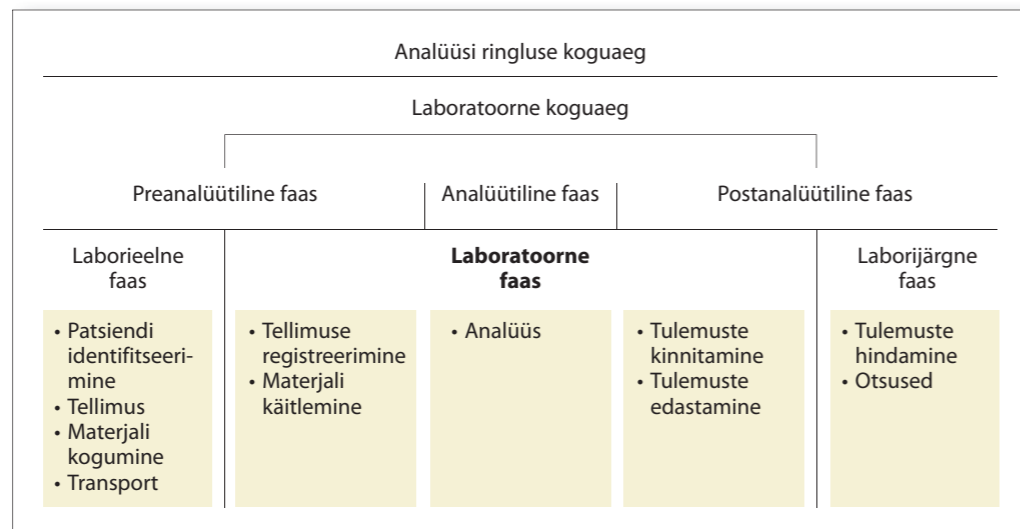 Analüüsi ringluse koguaeg
Laboratoorne koguaeg
Preanalüütiline faas
Analüütiline faas
Postanalüütiline faas
Laborieelne
faas
Laboratoorne
faas
Laborijärgne
faas
• Patsiendi
identifitseeri-
mine
• Tellimus
• Materjali
kogumine
• Transport
• Tellimuse
registreerimine
• Materjali
käitlemine
• Analüüs
• Tulemuste
kinnitamine
• Tulemuste
edastamine
• Tulemuste
hindamine
• Otsused